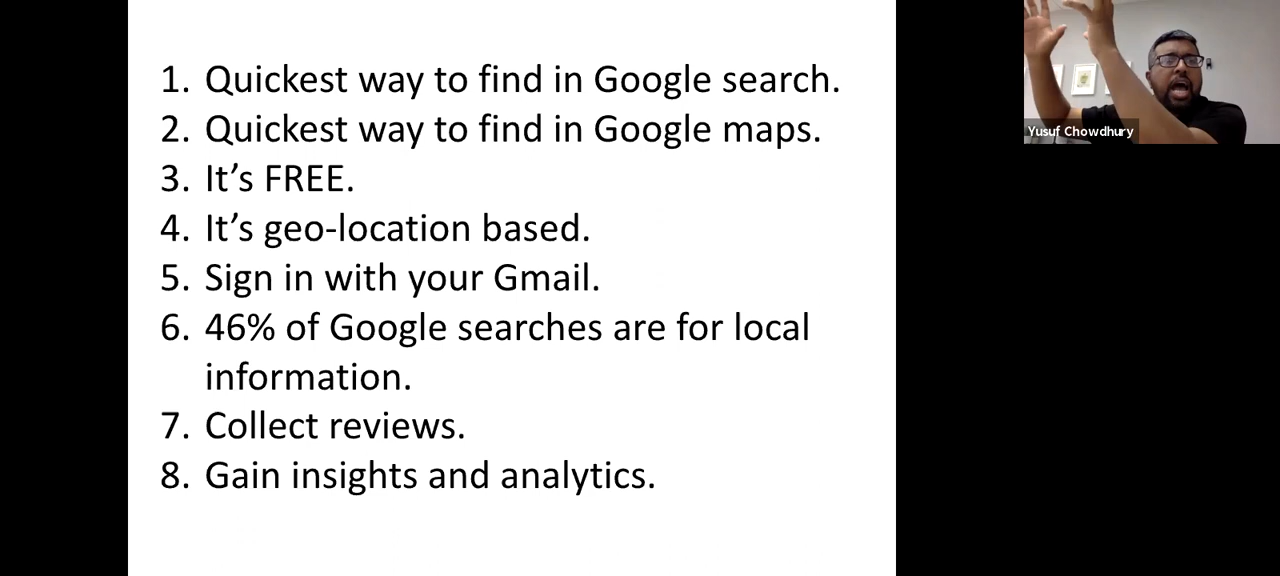 1. Quickest way to find in Google search.
2. Quickest way to find in Google maps.
3. It’s FREE.
4. It’s geo-location based.
5. Sign in with your Gmail.
6. 46% of Google searches are for local
information.
7. Collect reviews.
8. Gain insights and analytics.
Yusuf Chowdhury